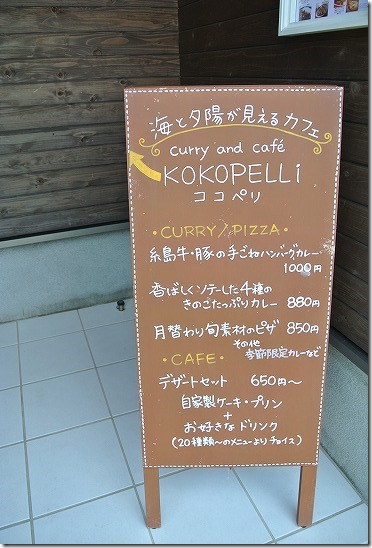 海と夕陽が見えるカフェ
curry and café
KOKOPELLi
ココペリ
・CURRY／PIZZA・
糸島牛・豚の手ごねハンバーグカレー
1000円
香ばしくソテーした4種の
きのこたっぷりカレー 880円
月替わり旬素材のピザ 850円
その他
季節限定カレーなど
・CAFE・
デザートセット 650円〜
自家製ケーキ・プリン
+
お好きなドリンク
(20種類〜のメニューよりチョイス)